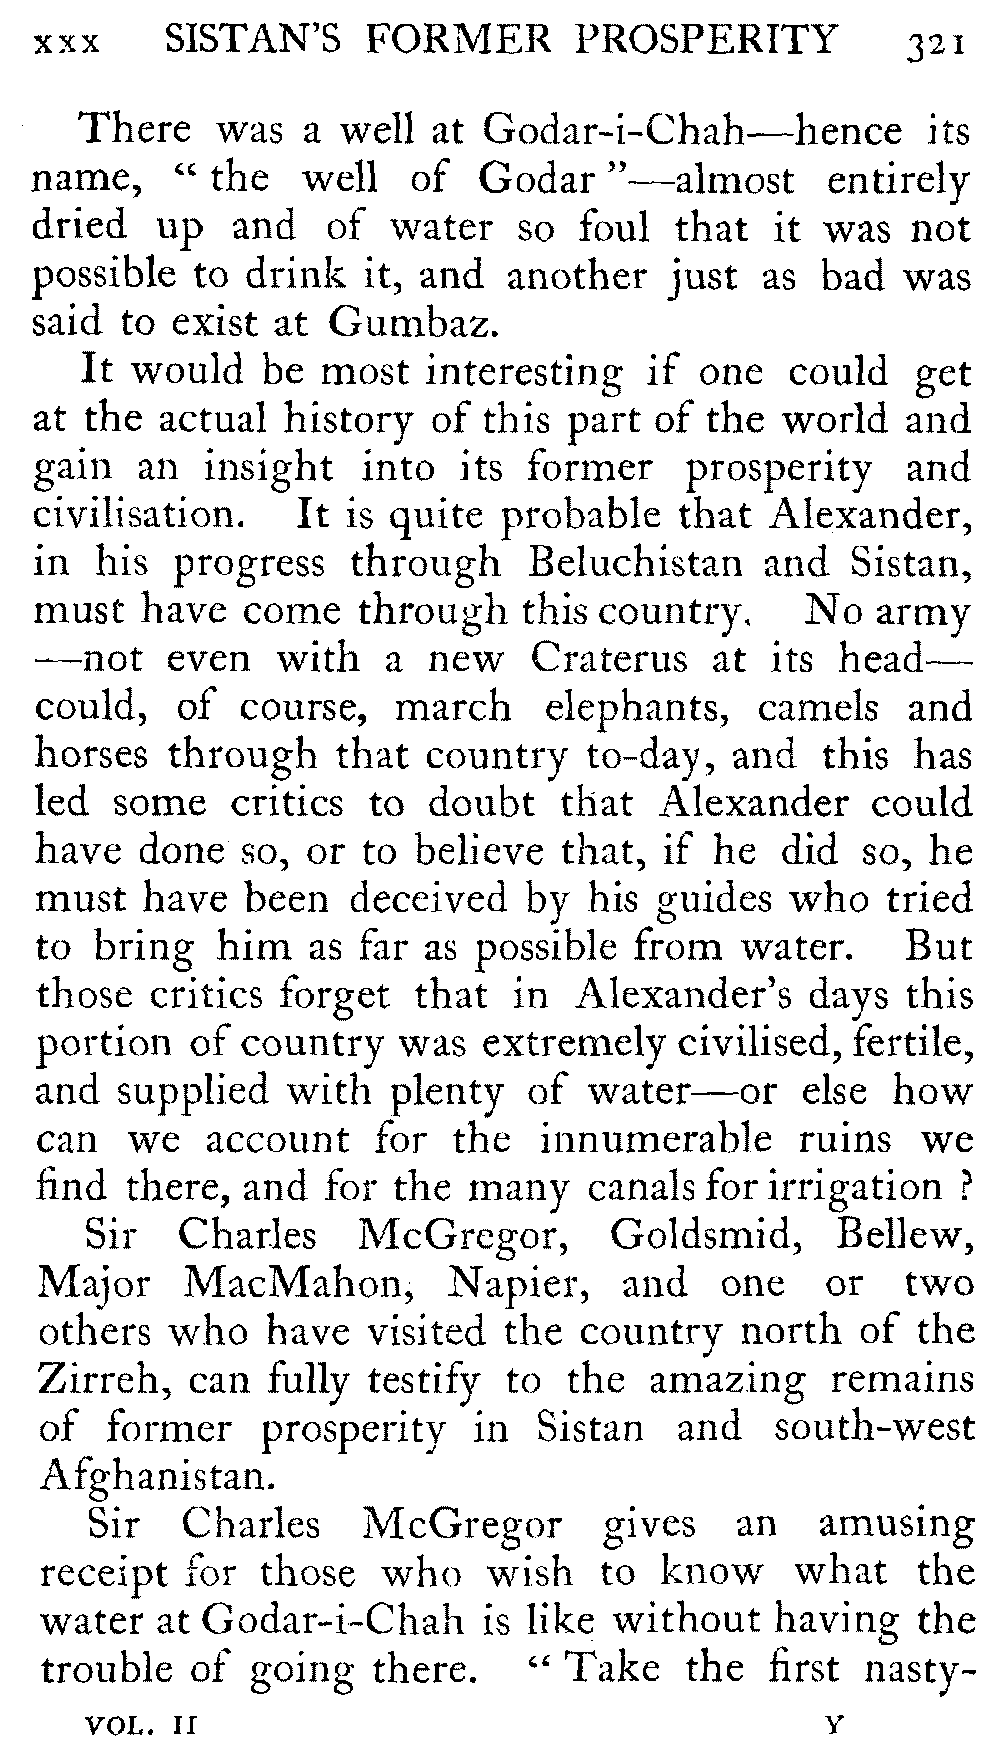 xxx SISTAN'S FORMER PROSPERITY 321
There was a well at Godar-i-Chah—hence its
name, “ the well of Godar ”—almost entirely
dried up and of water so foul that it was not
possible to drink it, and another just as bad was
said to exist at Gumbaz.
It would be most interesting if one could get
at the actual history of this part of the world and
gain an insight into its former prosperity and
civilisation. It is quite probable that Alexander,
in his progress through Beluchistan and Sistan,
must have come through this country. No army
—not even with a new Craterus at its head—
could, of course, march elephants, camels and
horses through that country to-day, and this has
led some critics to doubt that Alexander could
have done so, or to believe that, if he did so, he
must have been deceived by his guides who tried
to bring him as far as possible from water. But
those critics forget that in Alexander's days this
portion of country was extremely civilised, fertile,
and supplied with plenty of water—or else how
can we account for the innumerable ruins we
find there, and for the many canals for irrigation ?
Sir Charles McGregor, Goldsmid, Bellew,
Major MacMahon, Napier, and one or two
others who have visited the country north of the
Zirreh, can fully testify to the amazing remains
of former prosperity in Sistan and south-west
Afghanistan.
Sir Charles McGregor gives an amusing
receipt for those who wish to know what the
water at Godar-i-Chah is like without having the
trouble of going there. “ Take the first nasty-
VOL. II Y